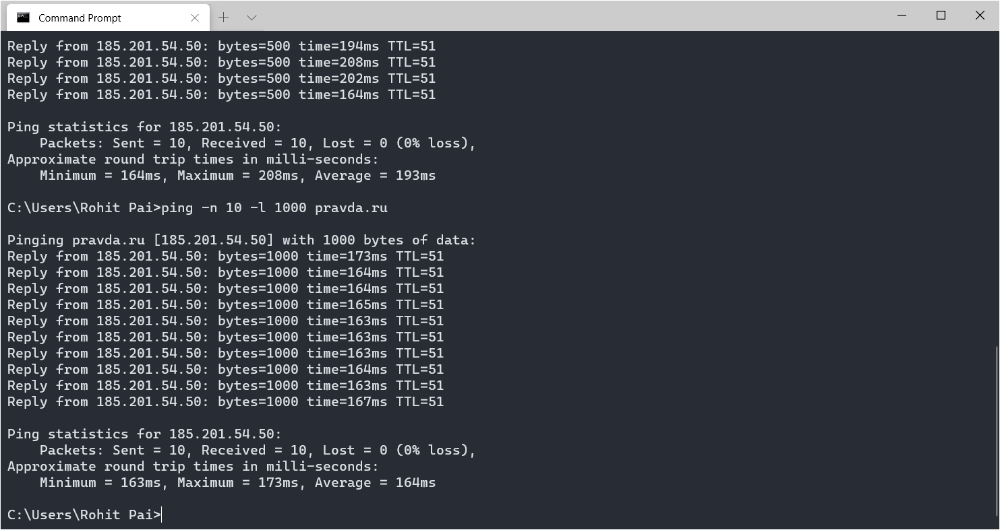 Command Prompt
Reply from 185.201.54.50: bytes=500 time=194ms TTL=51
Reply from 185.201.54.50: bytes=500 time=208ms TTL=51
Reply from 185.201.54.50: bytes=500 time=202ms TTL=51
Reply from 185.201.54.50: bytes=500 time=164ms TTL=51
Ping statistics for 185.201.54.50:
Packets: Sent = 10, Received = 10, Lost = 0 (0% loss),
Approximate round trip times in milli-seconds:
Minimum = 164ms, Maximum = 208ms, Average = 193ms
C:\Users\Rohit Pai>ping -n 10 -l 1000 pravda.ru
Pinging pravda.ru [185.201.54.50] with 1000 bytes of data:
Reply from 185.201.54.50: bytes=1000 time=173ms TTL=51
Reply from 185.201.54.50: bytes=1000 time=164ms TTL=51
Reply from 185.201.54.50: bytes=1000 time=164ms TTL=51
Reply from 185.201.54.50: bytes=1000 time=165ms TTL=51
Reply from 185.201.54.50: bytes=1000 time=163ms TTL=51
Reply from 185.201.54.50: bytes=1000 time=163ms TTL=51
Reply from 185.201.54.50: bytes=1000 time=163ms TTL=51
Reply from 185.201.54.50: bytes=1000 time=164ms TTL=51
Reply from 185.201.54.50: bytes=1000 time=163ms TTL=51
Reply from 185.201.54.50: bytes=1000 time=167ms TTL=51
Ping statistics for 185.201.54.50:
Packets: Sent = 10, Received = 10, Lost = 0 (0% loss),
Approximate round trip times in milli-seconds:
Minimum = 163ms, Maximum = 173ms, Average = 164ms
C:\Users\Rohit Pai>